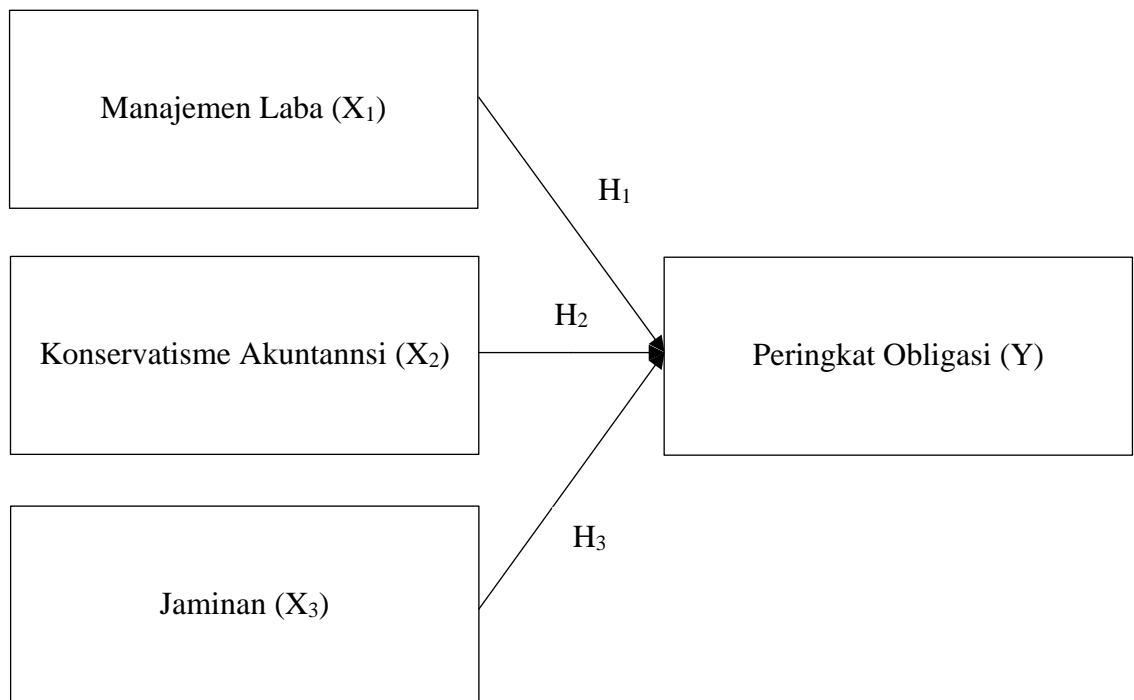 Manajemen Laba (X₁)
H₁
Konservatisme Akuntannsi (X₂)
H₂
Peringkat Obligasi (Y)
H₃
Jaminan (X₃)